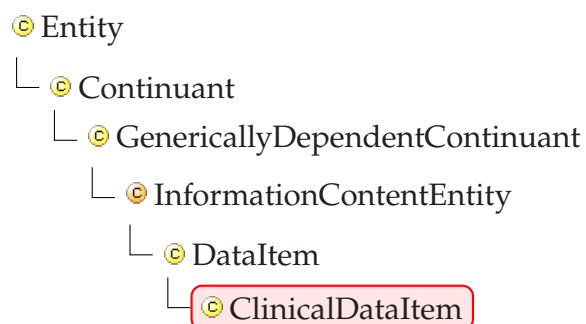 C Entity
C Continuant
C GenericallyDependentContinuant
C InformationContentEntity
C DataItem
C ClinicalDataItem